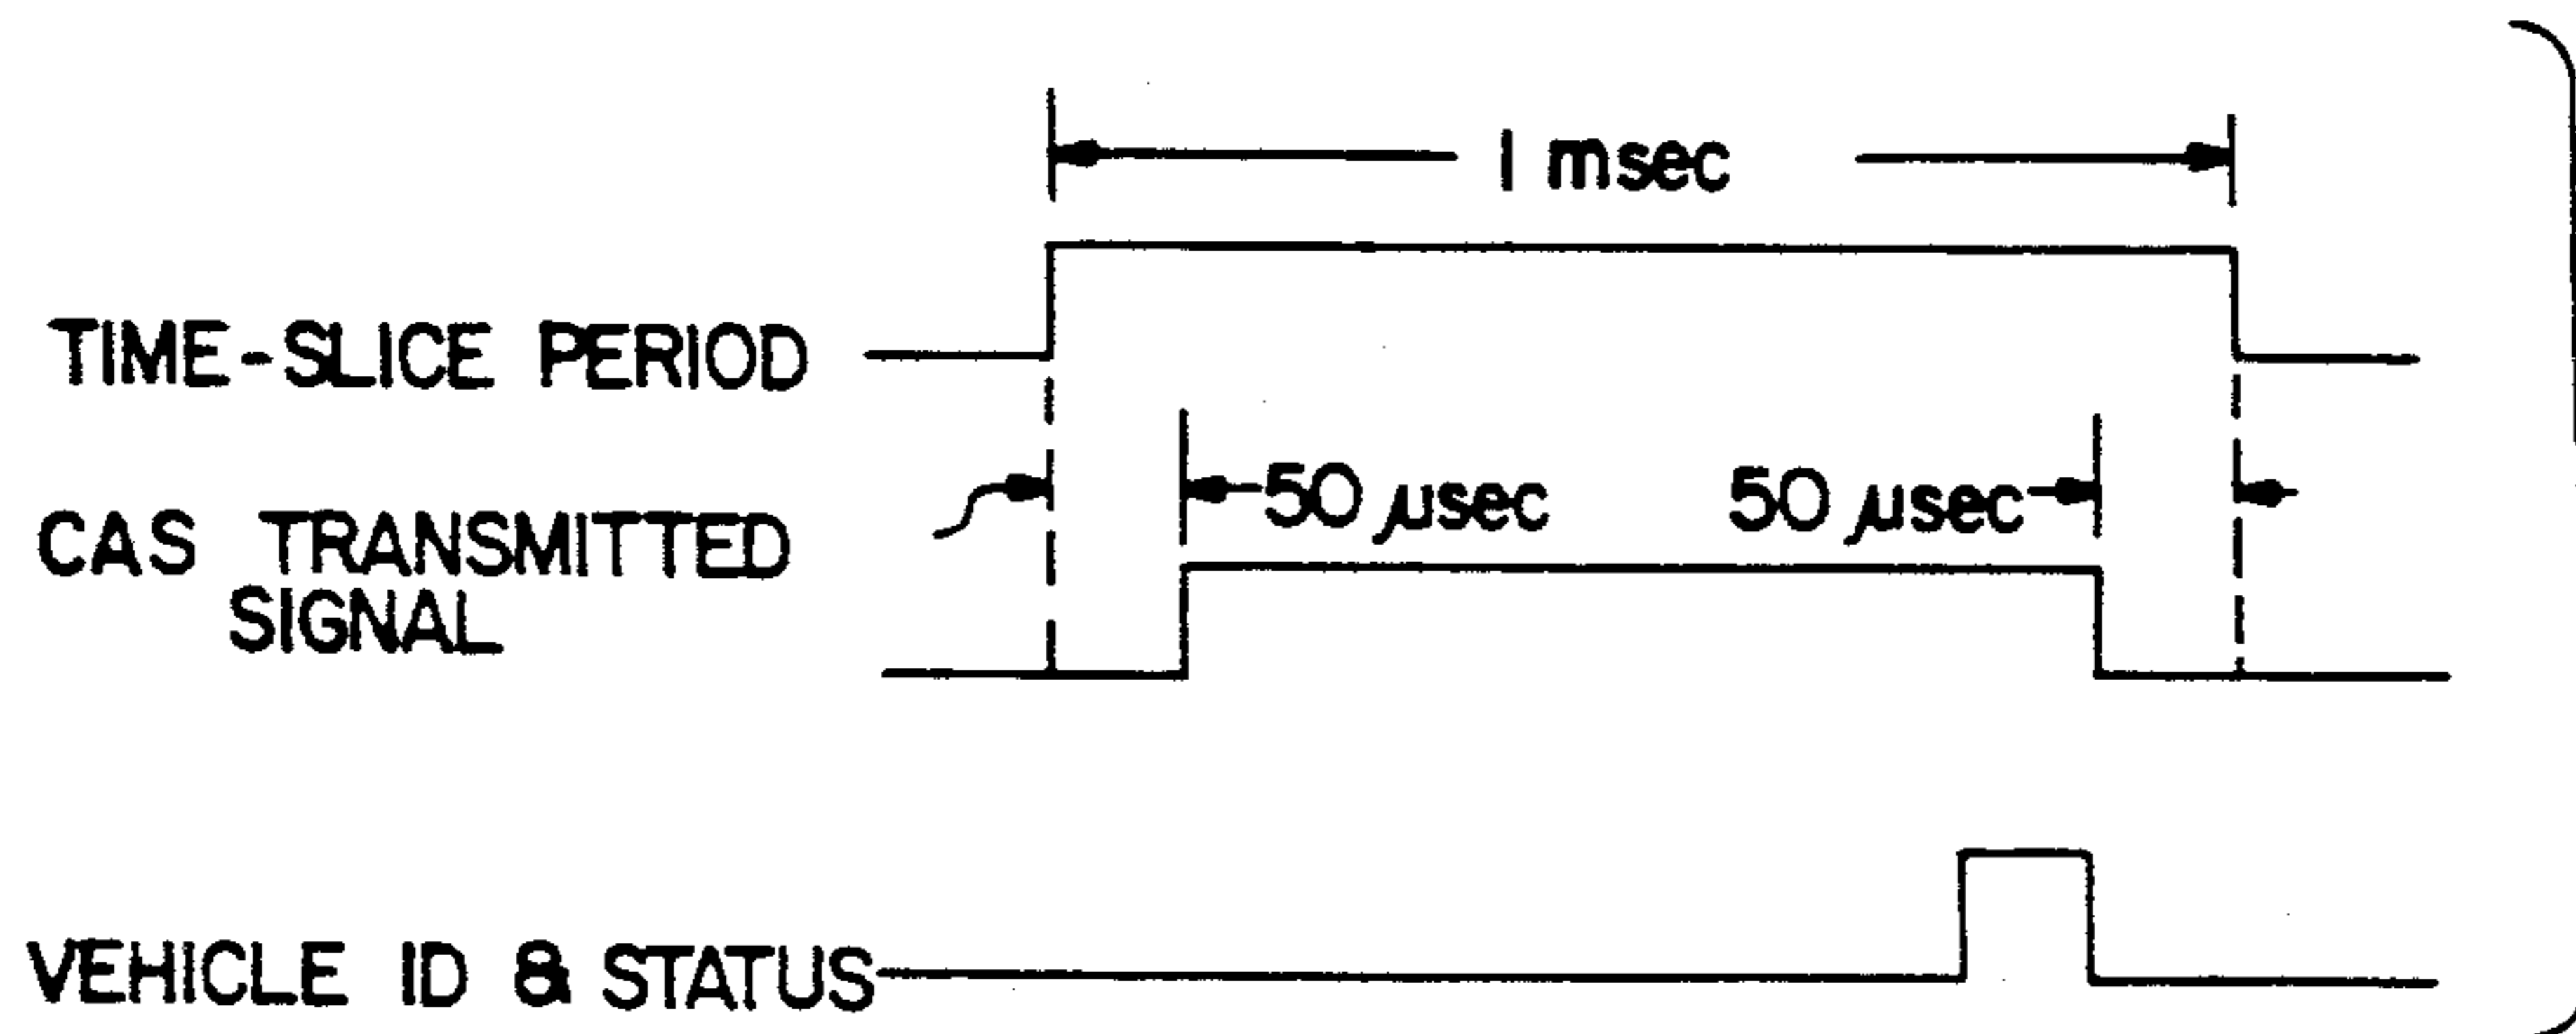 1 msec
TIME-SLICE PERIOD
50 µsec 50 µsec
CAS TRANSMITTED
SIGNAL
VEHICLE ID & STATUS